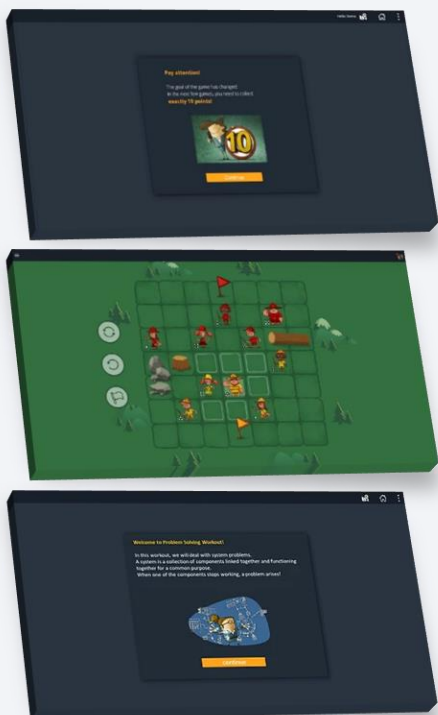 Pay attention!
The goal of the game has changed.
In the next few games, you need to collect
exactly 10 points!
10
Continue
Welcome to Problem Solving Workout!
In this workout, we will deal with system problems.
A system is a collection of components linked together and functioning
together for a common purpose.
When one of the components stops working, a problem arises!
Continue